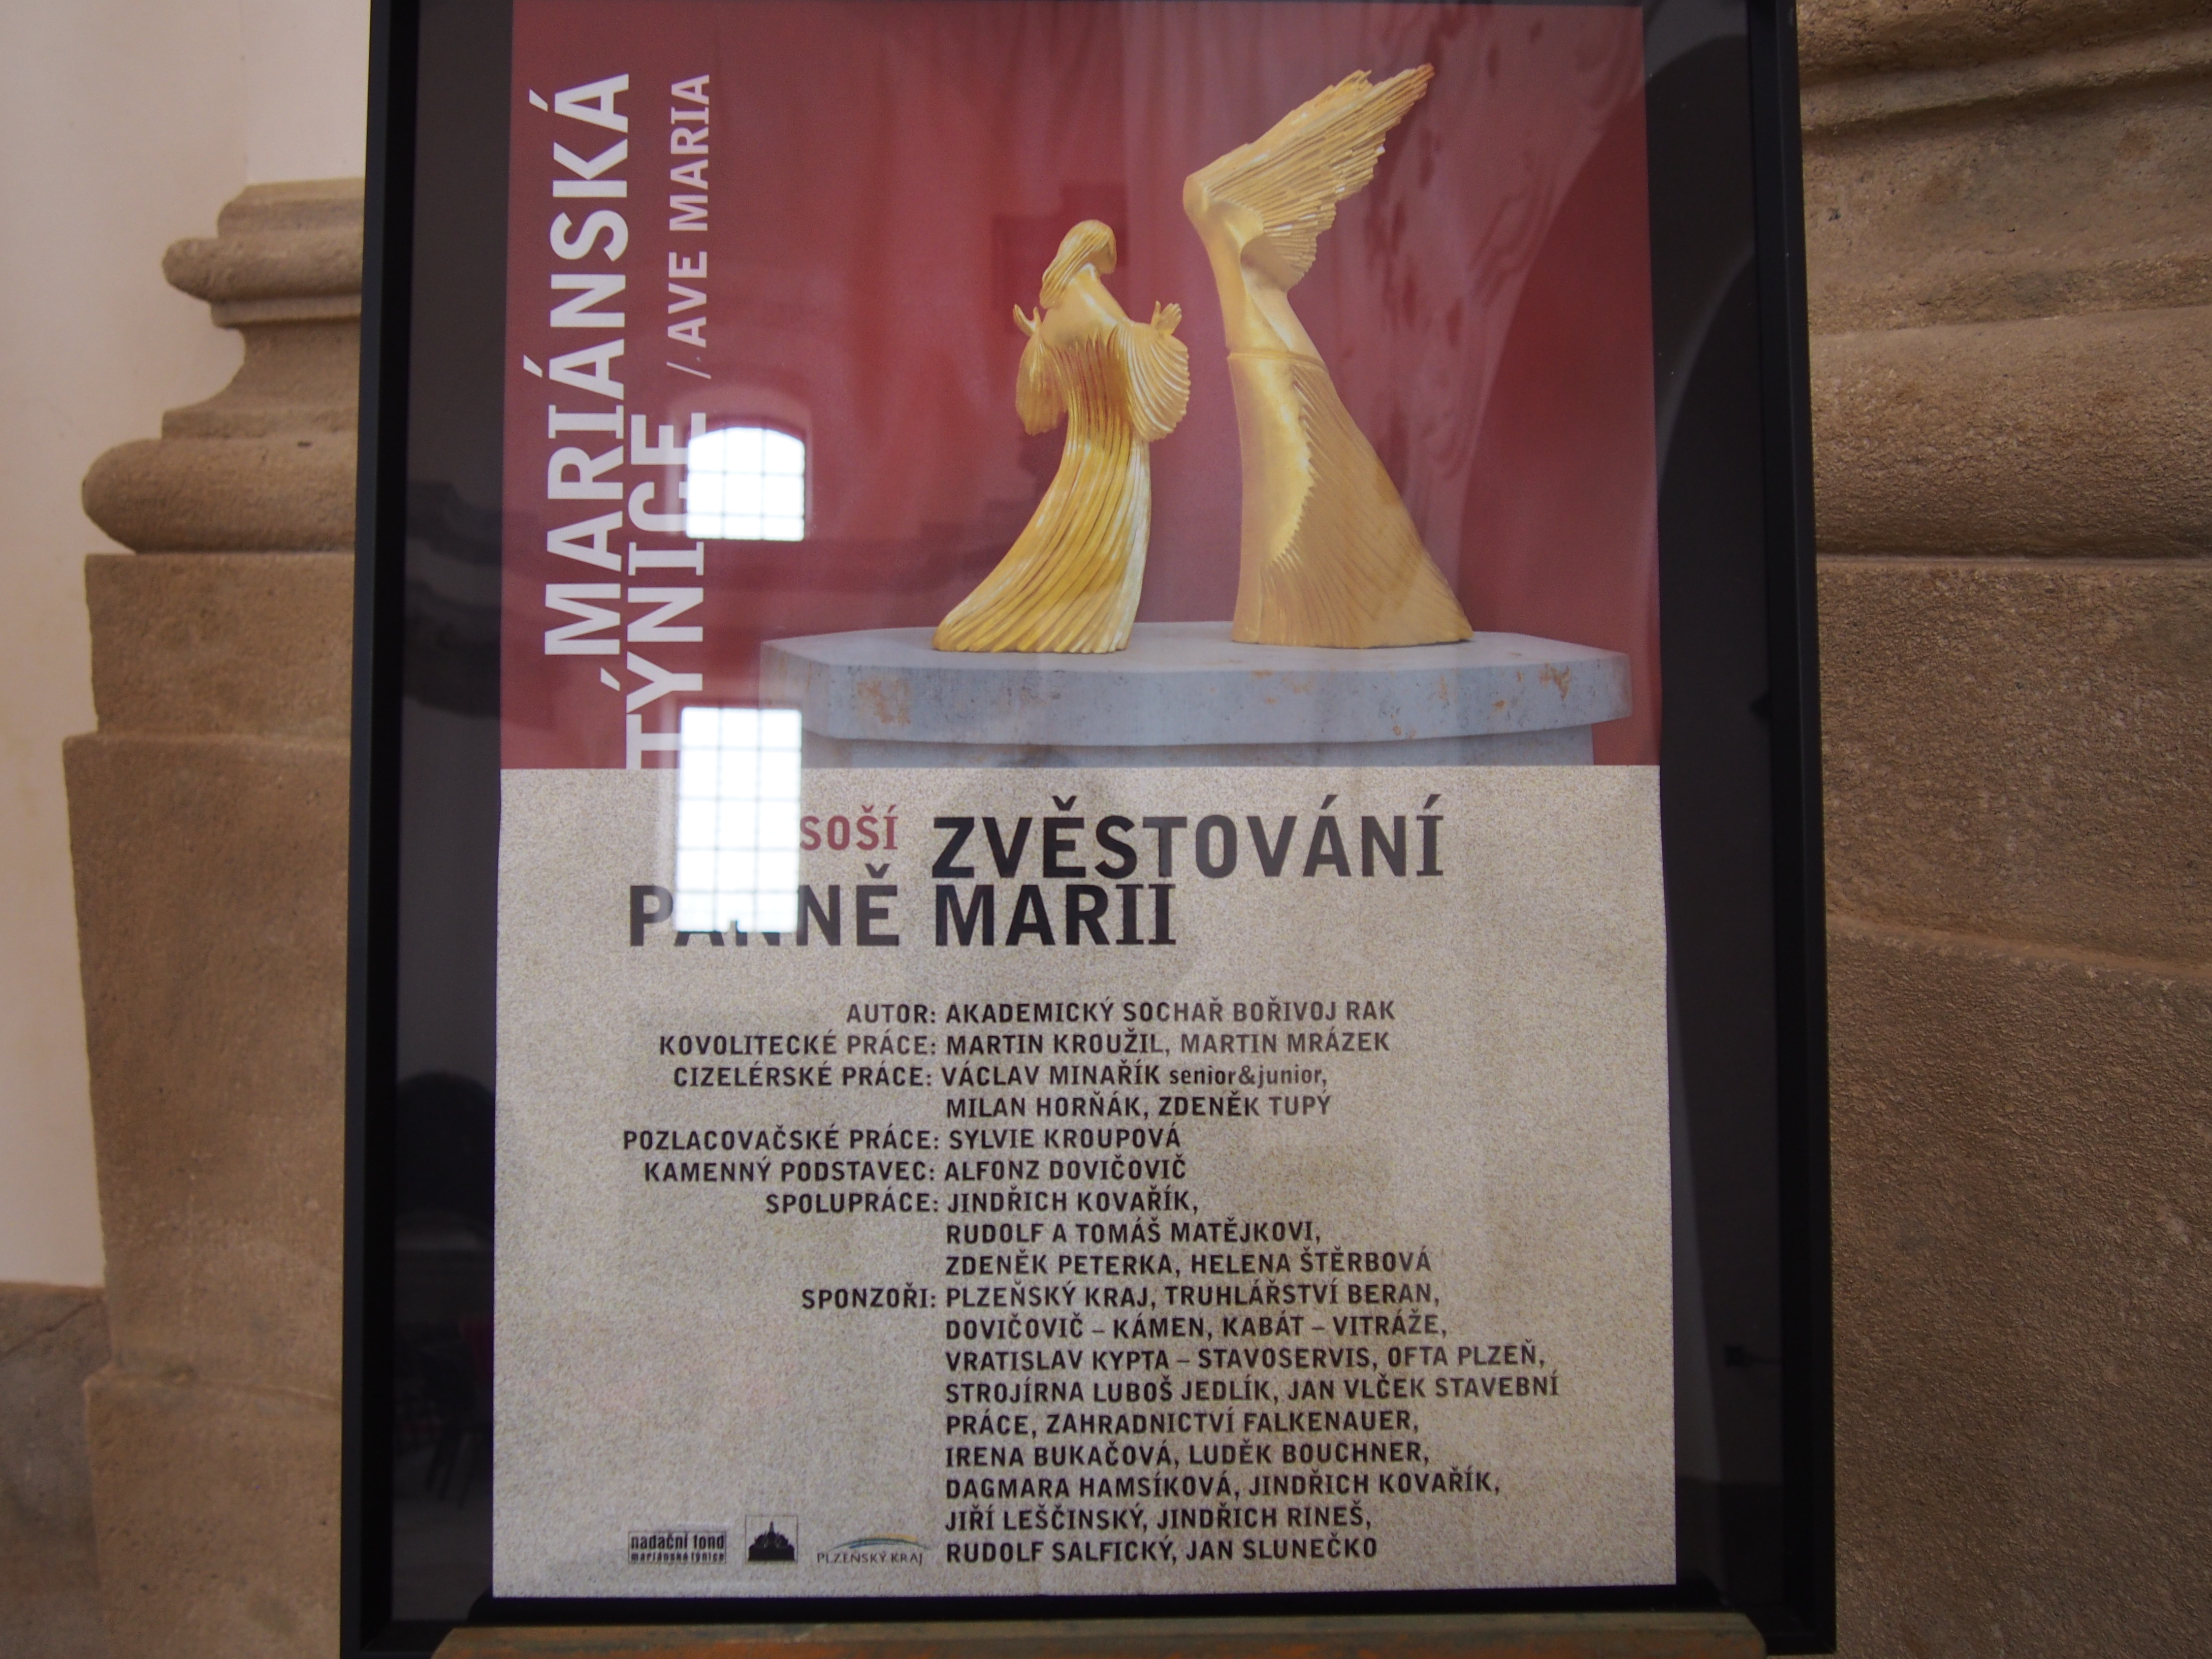 MARIÁNSKÁ
TÝNICE / AVE MARIA
ZVĚSTOVÁNÍ
MARII
AUTOR: AKADEMICKÝ SOCHAŘ BOŘIVOJ RAK
KOVOLITECKÉ PRÁCE: MARTIN KROUŽIL, MARTIN MRÁZEK
CIZELÉRSKÉ PRÁCE: VÁCLAV MINAŘÍK senior&junior,
MILAN HORŇÁK, ZDENĚK TUPÝ
POZLACOVAČSKÉ PRÁCE: SYLVIE KROUPOVÁ
KAMENNÝ PODSTAVEC: ALFONZ DOVIČOVIČ
SPOLUPRÁCE: JINDŘICH KOVAŘÍK,
RUDOLF A TOMÁŠ MATĚJKOVI,
ZDENĚK PETERKA, HELENA ŠTĚRBOVÁ
SPONZOŘI: PLZEŇSKÝ KRAJ, TRUHLÁŘSTVÍ BERAN,
DOVIČOVIČ – KÁMEN, KABÁT – VITRÁŽE,
VRATISLAV KYPTA – STAVOSERVIS, OFTA PLZEŇ,
STROJÍRNA LUBOŠ JEDLÍK, JAN VLČEK STAVEBNÍ
PRÁCE, ZAHRADNICTVÍ FALKENAUER,
IRENA BUKAČOVÁ, LUDĚK BOUCHNER,
DAGMARA HAMSÍKOVÁ, JINDŘICH KOVAŘÍK,
JIŘÍ LEŠČINSKÝ, JINDŘICH RINEŠ,
RUDOLF SALFICKÝ, JAN SLUNEČKO
nadační fond
mariánská týnice
PLZEŇSKÝ KRAJ